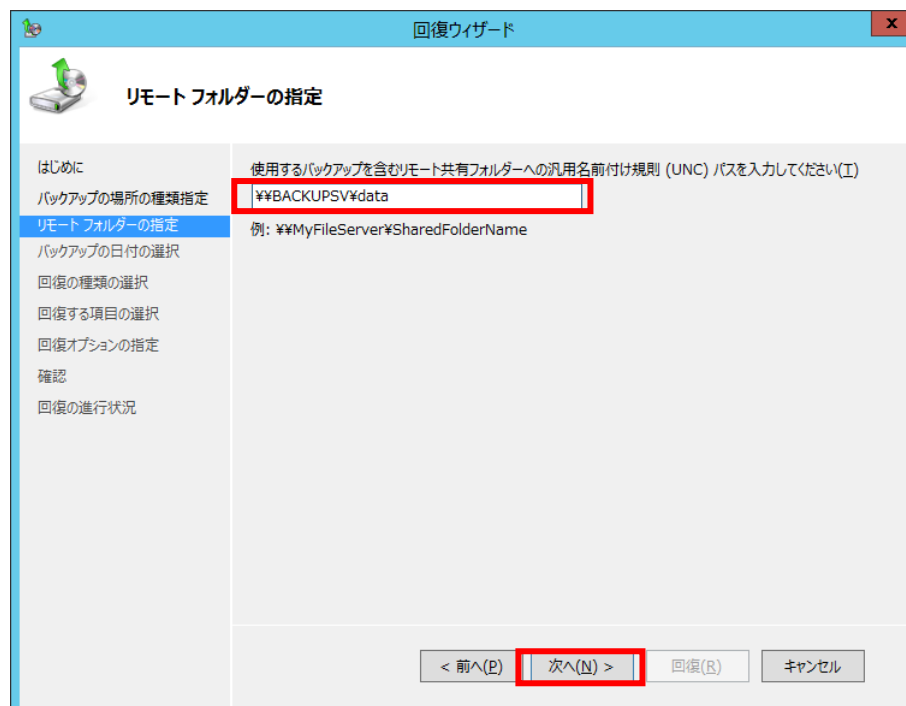 回復ウィザード
x
リモート フォルダーの指定
はじめに
バックアップの場所の種類指定
リモート フォルダーの指定
バックアップの日付の選択
回復の種類の選択
回復する項目の選択
回復オプションの指定
確認
回復の進行状況
使用するバックアップを含むリモート共有フォルダーへの汎用名前付け規則 (UNC) パスを入力してください(T)
¥¥BACKUPSV¥data
例: ¥¥MyFileServer¥SharedFolderName
< 前へ(P)
次へ(N) >
回復(R)
キャンセル